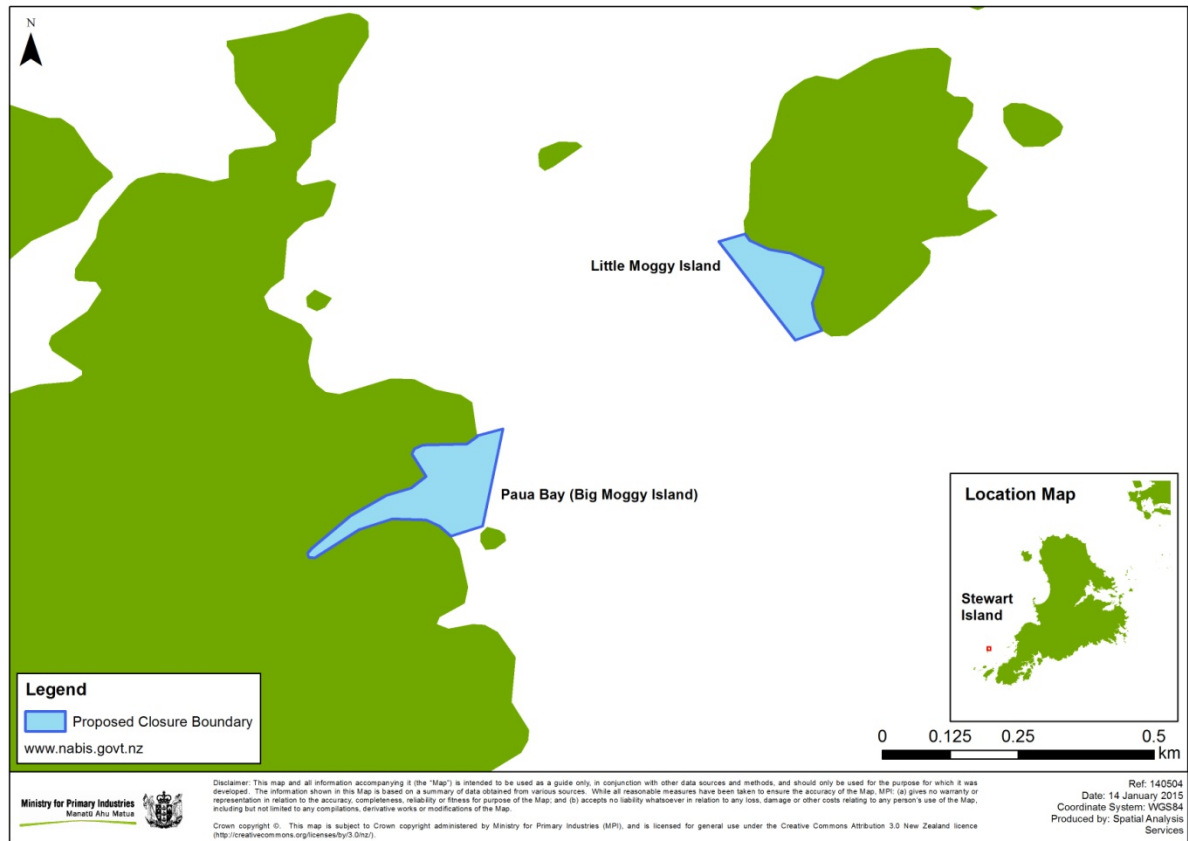 N
Little Moggy Island
Paua Bay (Big Moggy Island)
Location Map
Stewart
Island
Legend
Proposed Closure Boundary
www.nabis.govt.nz
0 0.125 0.25 0.5
km
Ministry for Primary Industries
Manatū Ahu Matua
Disclaimer: This map and all information accompanying it (the "Map") is intended to be used as a guide only, in conjunction with other data sources and methods, and should only be used for the purpose for which it was
developed. The information shown in this Map is based on a summary of data obtained from various sources. While all reasonable measures have been taken to ensure the accuracy of the Map, MPI: (a) gives no warranty or
representation in relation to the accuracy, completeness, reliability or fitness for purpose of the Map; and (b) accepts no liability whatsoever in relation to any loss, damage or other costs relating to any person's use of the Map,
including but not limited to any compilations, derivative works or modifications of the Map.
Crown copyright ©. This map is subject to Crown copyright administered by Ministry for Primary Industries (MPI), and is licensed for general use under the Creative Commons Attribution 3.0 New Zealand licence
(http://creativecommons.org/licenses/by/3.0/nz/).
Ref: 140504
Date: 14 January 2015
Coordinate System: WGS84
Produced by: Spatial Analysis
Services